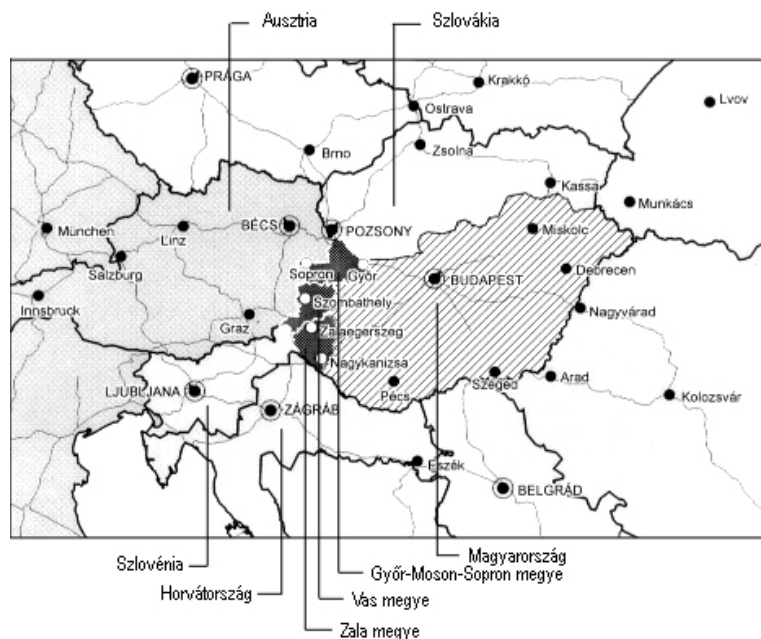 Ausztria
Szlovákia
PRÁGA
Krakkó
Lvov
Ostrava
Brno
Zsolna
Kassa
Munkács
München
Linz
BÉCS
POZSONY
Miskolc
Salzburg
Sopron
Győr
BUDAPEST
Debrecen
Innsbruck
Szombathely
Graz
Zalaegerszeg
Nagyvárad
Nagykanizsa
LJUBLJANA
Pécs
Szeged
Arad
Kolozsvár
ZÁGRÁB
Eszék
BELGRÁD
Szlovénia
Magyarország
Győr-Moson-Sopron megye
Horvátország
Vas megye
Zala megye